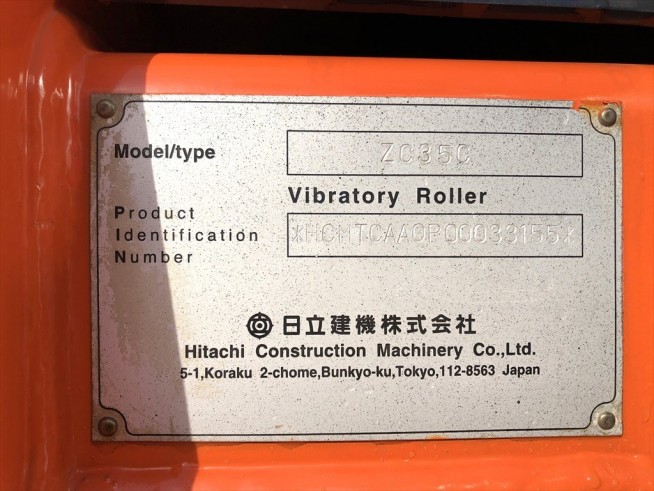 Model/type ZC35C
Vibratory Roller
Product
Identification *HCMTCAA0P00033155*
Number
日立建機株式会社
Hitachi Construction Machinery Co.,Ltd.
5-1,Koraku 2-chome,Bunkyo-ku,Tokyo,112-8563 Japan